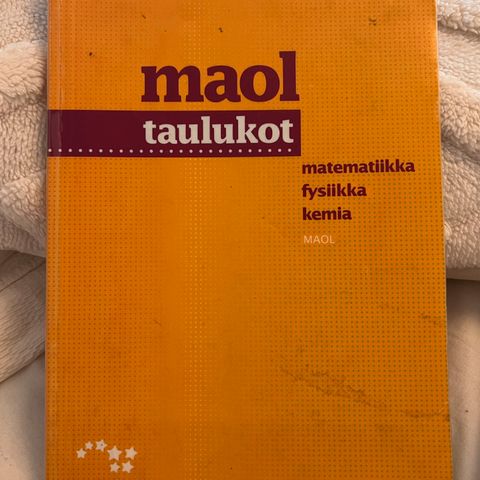 maol
taulukot
matematiikka
fysiikka
kemia
MAOL